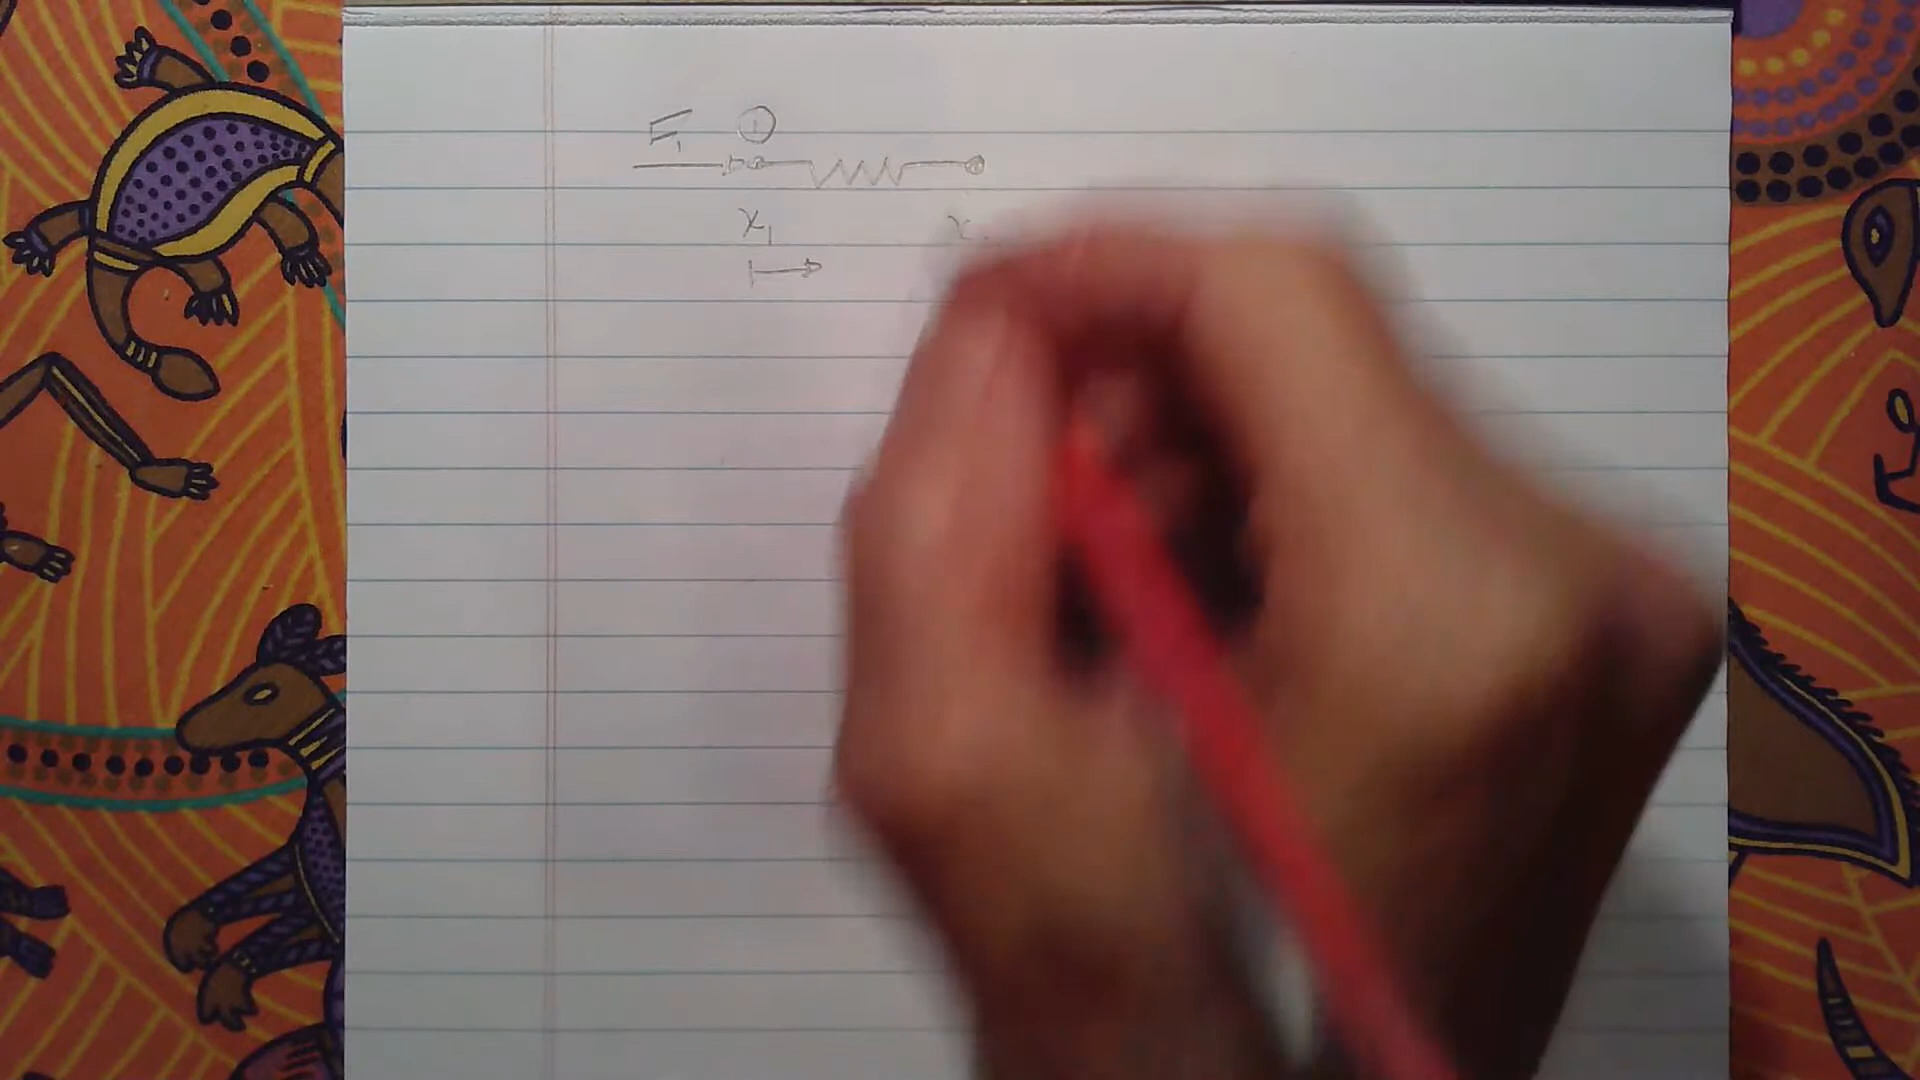 F₁ ①
x₁ x